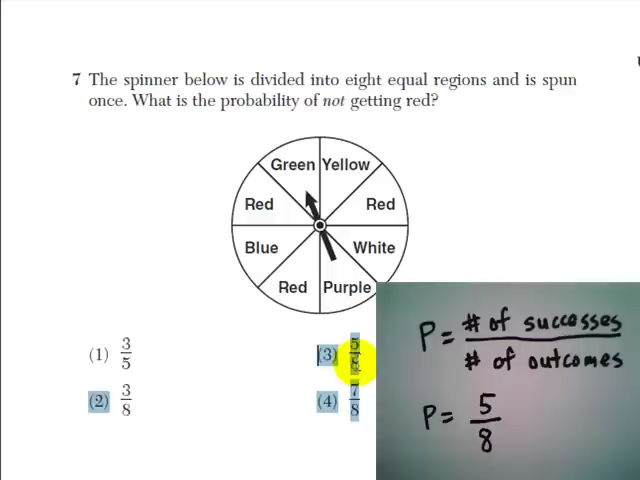 7 The spinner below is divided into eight equal regions and is spun
once. What is the probability of not getting red?
Green Yellow
Red Red
Blue White
Red Purple
(1) 3/5
(3) 5/8
(2) 3/8
(4) 7/8
P = # of successes / # of outcomes
P = 5/8